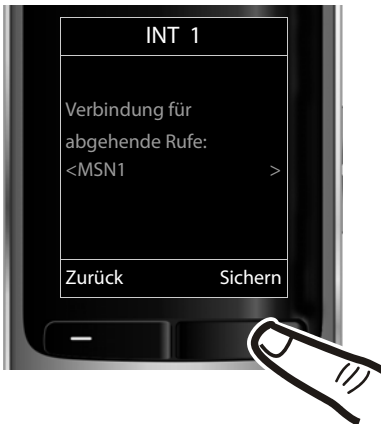 INT 1
Verbindung für
abgehende Rufe:
<MSN1 >
Zurück Sichern